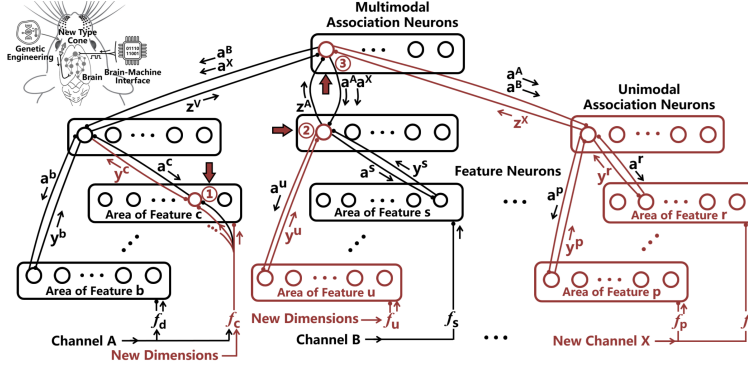 Multimodal
Association Neurons
New Type
Cone
Genetic
Engineering
01110
11001
Brain-Machine
Interface
Brain
③
a^B
a^X
z^V
z^A
a^A a^X
a^A
a^B
z^X
Unimodal
Association Neurons
②
a^b
y^b
y^c
a^c
①
a^u
y^u
a^s
y^s
Feature Neurons
a^p
y^p
y^r
a^r
Area of Feature c
Area of Feature s
Area of Feature r
Area of Feature b
Area of Feature u
Area of Feature p
f_d
f_c
f_u
f_s
f_p
f
New Dimensions
Channel A
Channel B
New Channel X
New Dimensions